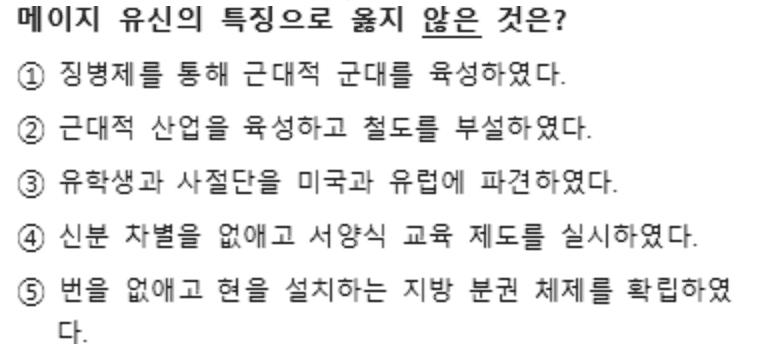 메이지 유신의 특징으로 옳지 않은 것은?
① 징병제를 통해 근대적 군대를 육성하였다.
② 근대적 산업을 육성하고 철도를 부설하였다.
③ 유학생과 사절단을 미국과 유럽에 파견하였다.
④ 신분 차별을 없애고 서양식 교육 제도를 실시하였다.
⑤ 번을 없애고 현을 설치하는 지방 분권 체제를 확립하였
다.